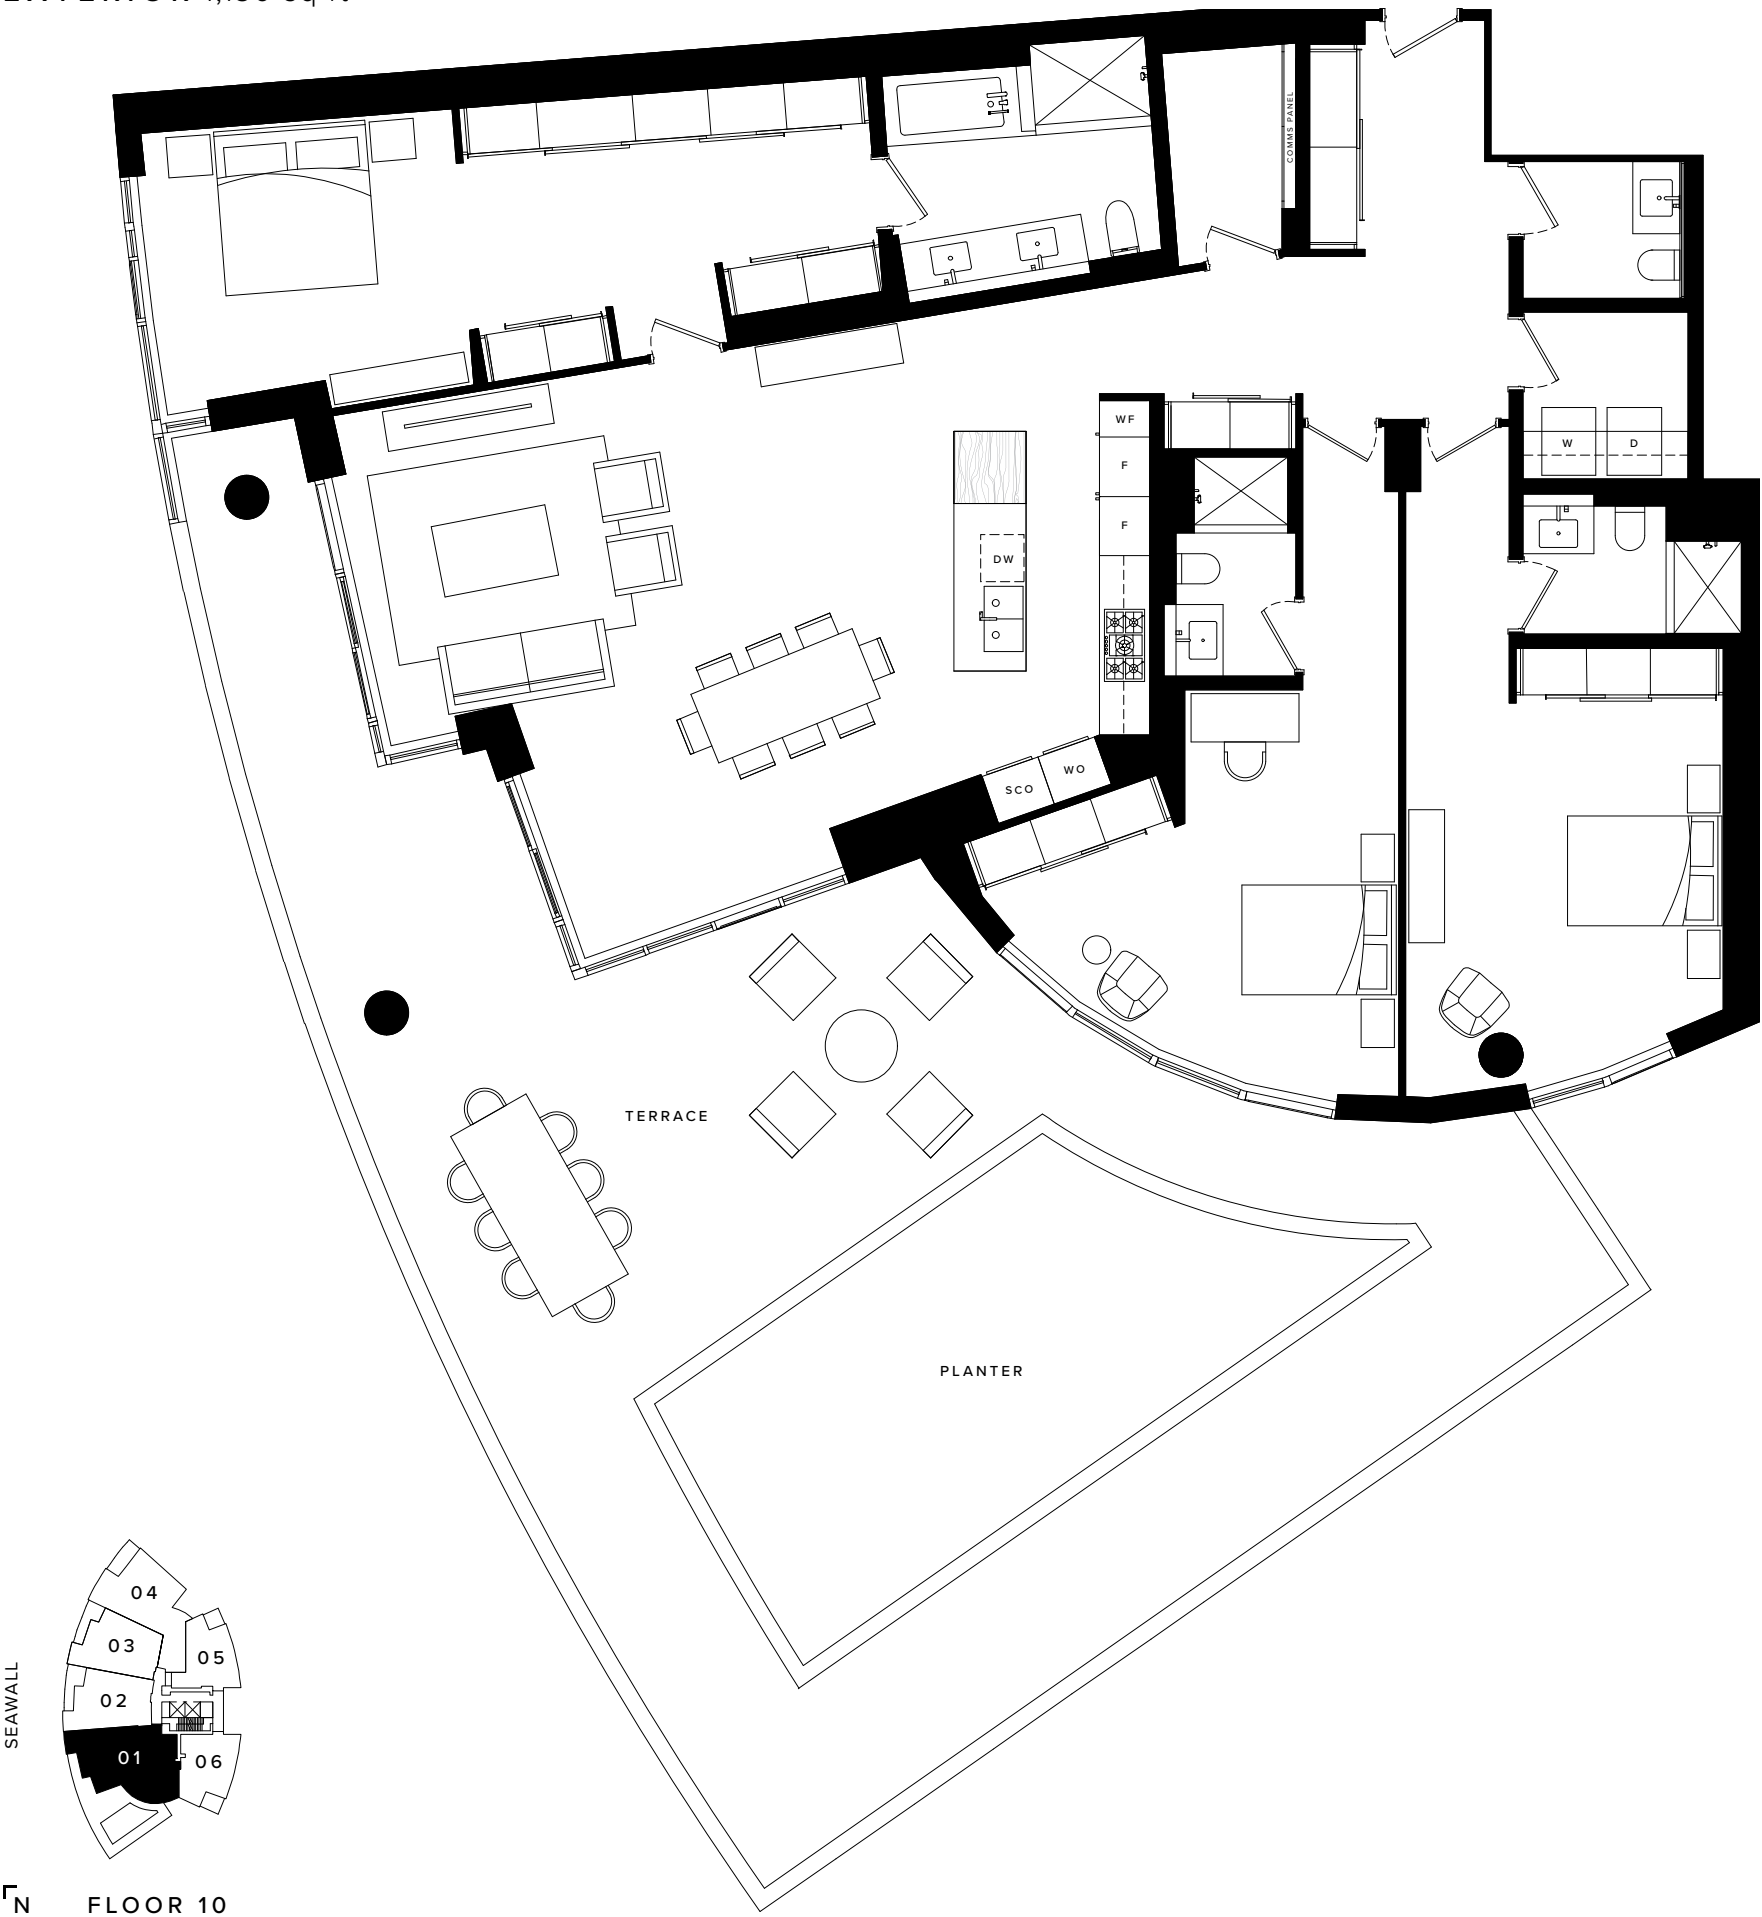 COMMS PANEL
WF
F
F
W
D
DW
SCO
WO
TERRACE
PLANTER
04
03
05
02
01
06
SEAWALL
N
FLOOR 10